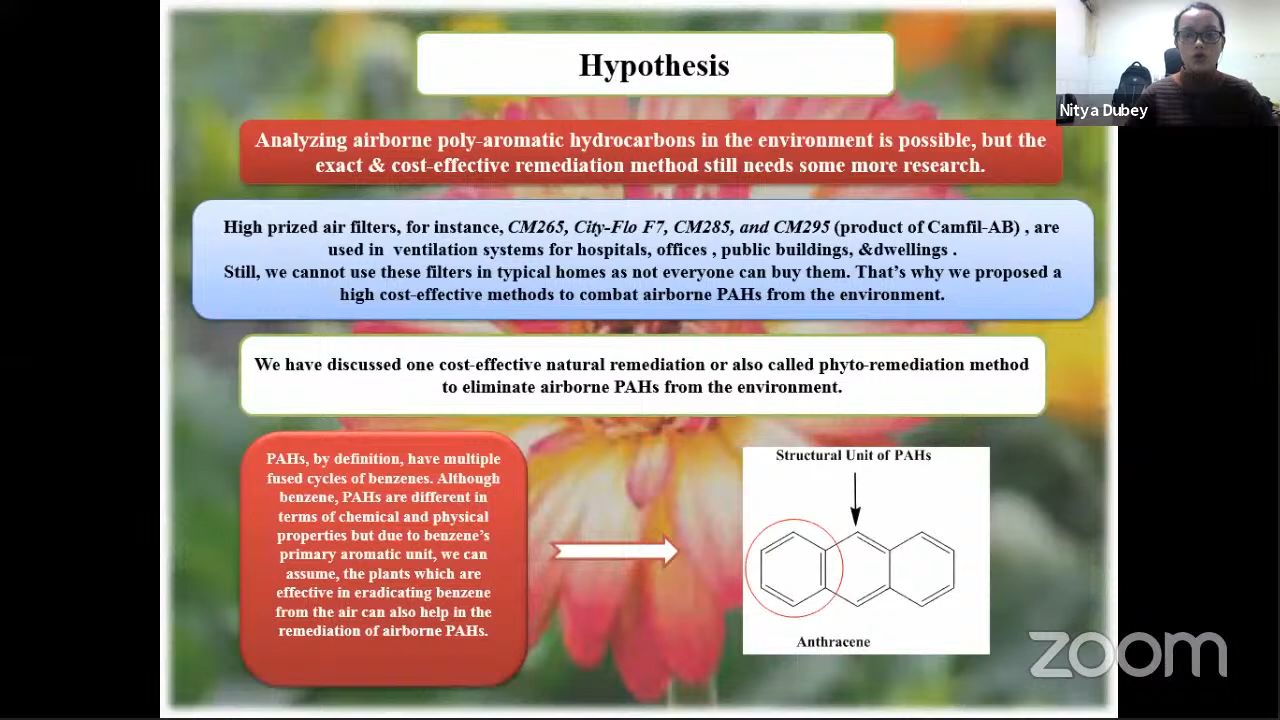 Hypothesis
Nitya Dubey
Analyzing airborne poly-aromatic hydrocarbons in the environment is possible, but the
exact & cost-effective remediation method still needs some more research.
High prized air filters, for instance, CM265, City-Flo F7, CM285, and CM295 (product of Camfil-AB) , are
used in ventilation systems for hospitals, offices , public buildings, &dwellings .
Still, we cannot use these filters in typical homes as not everyone can buy them. That’s why we proposed a
high cost-effective methods to combat airborne PAHs from the environment.
We have discussed one cost-effective natural remediation or also called phyto-remediation method
to eliminate airborne PAHs from the environment.
PAHs, by definition, have multiple
fused cycles of benzenes. Although
benzene, PAHs are different in
terms of chemical and physical
properties but due to benzene’s
primary aromatic unit, we can
assume, the plants which are
effective in eradicating benzene
from the air can also help in the
remediation of airborne PAHs.
Structural Unit of PAHs
Anthracene
zoom